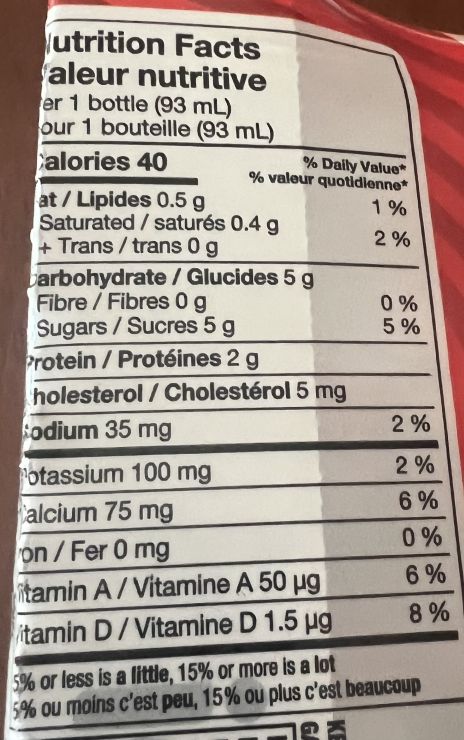 utrition Facts
aleur nutritive
er 1 bottle (93 mL)
our 1 bouteille (93 mL)
alories 40
% Daily Value*
% valeur quotidienne*
at / Lipides 0.5 g 1 %
Saturated / saturés 0.4 g
+ Trans / trans 0 g 2 %
arbohydrate / Glucides 5 g
Fibre / Fibres 0 g 0 %
Sugars / Sucres 5 g 5 %
Protein / Protéines 2 g
holesterol / Cholestérol 5 mg
odium 35 mg 2 %
otassium 100 mg 2 %
alcium 75 mg 6 %
on / Fer 0 mg 0 %
itamin A / Vitamine A 50 µg 6 %
itamin D / Vitamine D 1.5 µg 8 %
5% or less is a little, 15% or more is a lot
5% ou moins c'est peu, 15% ou plus c'est beaucoup
KE
GA